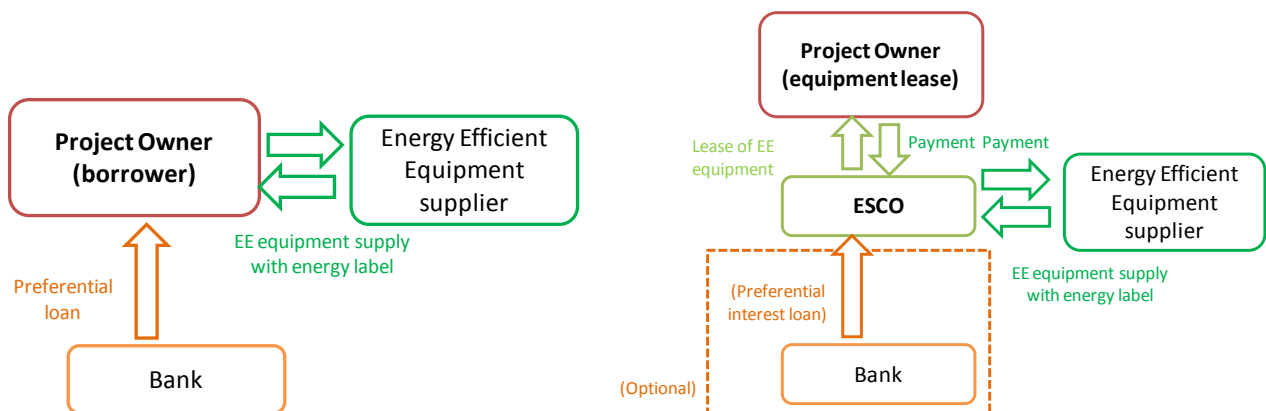 Project Owner
(borrower)
Energy Efficient
Equipment
supplier
EE equipment supply
with energy label
Preferential
loan
Bank
Project Owner
(equipment lease)
Lease of EE
equipment
Payment Payment
ESCO
Energy Efficient
Equipment
supplier
EE equipment supply
with energy label
(Preferential
interest loan)
Bank
(Optional)